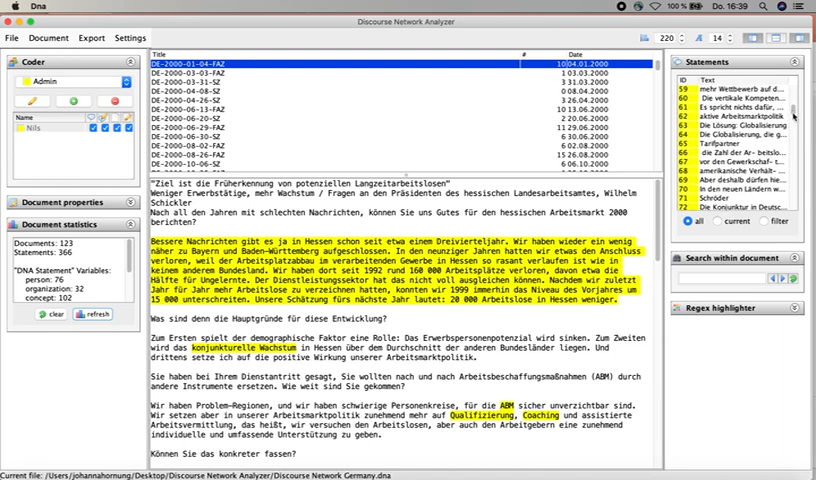 Dna
100 %
Do. 16:39
Discourse Network Analyzer
File Document Export Settings
220
14
Coder
Admin
Name
Nils
Document properties
Document statistics
Documents: 123
Statements: 366
"DNA Statement" Variables:
person: 76
organization: 32
concept: 102
clear
refresh
Title # Date
DE-2000-01-04-FAZ 10 04.01.2000
DE-2000-03-03-FAZ 1 03.03.2000
DE-2000-03-31-SZ 3 31.03.2000
DE-2000-04-08-SZ 0 08.04.2000
DE-2000-04-26-SZ 3 26.04.2000
DE-2000-06-13-FAZ 10 13.06.2000
DE-2000-06-20-FAZ 2 20.06.2000
DE-2000-06-29-FAZ 11 29.06.2000
DE-2000-06-30-FAZ 2 30.06.2000
DE-2000-08-02-FAZ 6 02.08.2000
DE-2000-08-26-FAZ 15 26.08.2000
DE-2000-10-06-SZ 6 06.10.2000
"Ziel ist die Früherkennung von potenziellen Langzeitarbeitslosen"
Weniger Erwerbstätige, mehr Wachstum / Fragen an den Präsidenten des hessischen Landesarbeitsamtes, Wilhelm
Schickler
Nach all den Jahren mit schlechten Nachrichten, können Sie uns Gutes für den hessischen Arbeitsmarkt 2000
berichten?
Bessere Nachrichten gibt es ja in Hessen schon seit etwa einem Dreivierteljahr. Wir haben wieder ein wenig
näher zu Bayern und Baden-Württemberg aufgeschlossen. In den neunziger Jahren hatten wir etwas den Anschluss
verloren, weil der Arbeitsplatzabbau im verarbeitenden Gewerbe in Hessen so rasant verlaufen ist wie in
keinem anderem Bundesland. Wir haben dort seit 1992 rund 160 000 Arbeitsplätze verloren, davon etwa die
Hälfte für Ungelernte. Der Dienstleistungssektor hat das nicht voll ausgleichen können. Nachdem wir zuletzt
Jahr für Jahr mehr Arbeitslose zu verzeichnen hatten, konnten wir 1999 immerhin das Niveau des Vorjahres um
15 000 unterschreiten. Unsere Schätzung fürs nächste Jahr lautet: 20 000 Arbeitslose in Hessen weniger.
Was sind denn die Hauptgründe für diese Entwicklung?
Zum Ersten spielt der demographische Faktor eine Rolle: Das Erwerbspersonenpotenzial wird sinken. Zum Zweiten
wird das konjunkturelle Wachstum in Hessen über dem Durchschnitt der anderen Bundesländer liegen. Und
drittens setze ich auf die positive Wirkung unserer Arbeitsmarktpolitik.
Sie haben bei Ihrem Dienstantritt gesagt, Sie wollten nach und nach Arbeitsbeschaffungsmaßnahmen (ABM) durch
andere Instrumente ersetzen. Wie weit sind Sie gekommen?
Wir haben Problem-Regionen, und wir haben schwierige Personenkreise, für die ABM sicher unverzichtbar sind.
Wir setzen aber in unserer Arbeitsmarktpolitik zunehmend mehr auf Qualifizierung, Coaching und assistierte
Arbeitsvermittlung, das heißt, wir versuchen den Arbeitslosen, aber auch den Arbeitgebern eine zunehmend
individuelle und umfassende Unterstützung zu geben.
Können Sie das konkreter fassen?
Statements
ID Text
59 mehr Wettbewerb auf d...
60 Die vertikale Kompeten...
61 Es spricht nichts dafür, ...
62 aktive Arbeitsmarktpolitik
63 Die Lösung: Globalisierung
64 Die Globalisierung, die g...
65 Tarifpartner
66 die Zahl der Ar- beitslo...
67 vor den Gewerkschaf- t...
68 amerikanische Verhält- ...
69 Aber deshalb dürfen hie...
70 In den neuen Ländern w...
71 Schröder
72 Die Konjunktur in Deutsc...
all current filter
Search within document
Regex highlighter
Current file: /Users/johannahornung/Desktop/Discourse Network Analyzer/Discourse Network Germany.dna